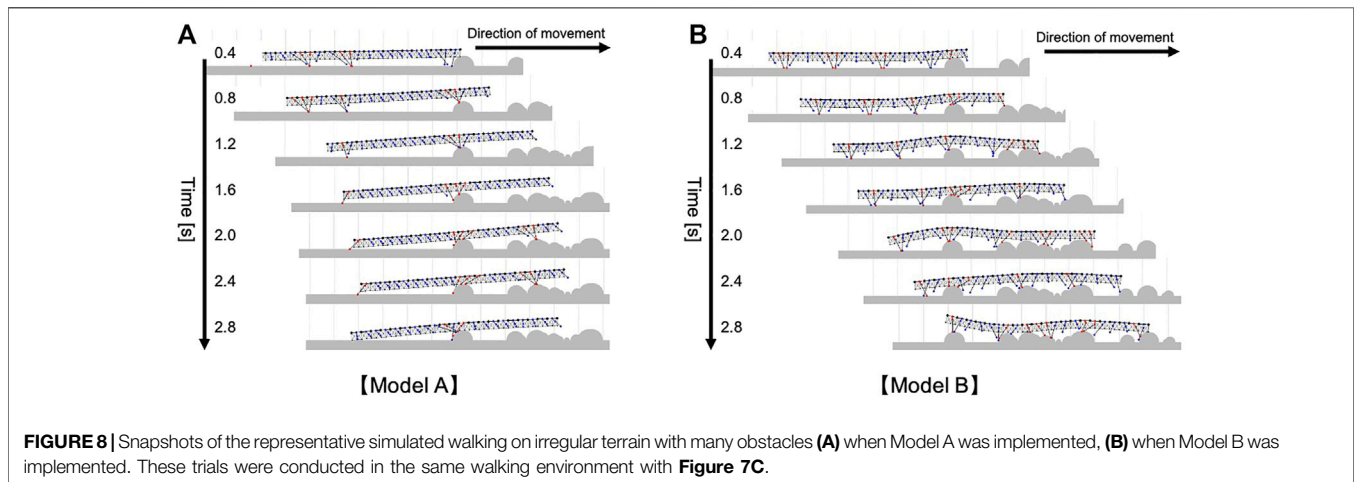 A
Direction of movement
0.4
0.8
1.2
1.6
2.0
2.4
2.8
Time [s]
【Model A】
B
Direction of movement
0.4
0.8
1.2
1.6
2.0
2.4
2.8
Time [s]
【Model B】
FIGURE 8 | Snapshots of the representative simulated walking on irregular terrain with many obstacles (A) when Model A was implemented, (B) when Model B was
implemented. These trials were conducted in the same walking environment with Figure 7C.